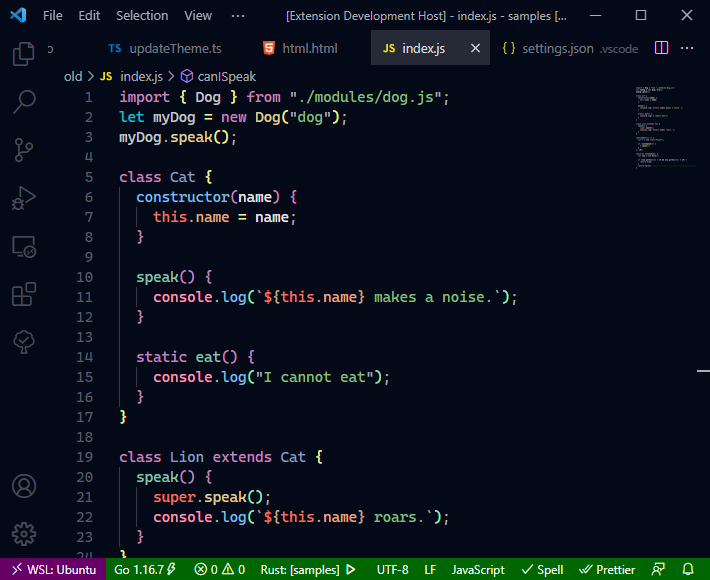 File Edit Selection View ··· [Extension Development Host] - index.js - samples [...
o TS updateTheme.ts html.html JS index.js { } settings.json .vscode ···
old > JS index.js > canISpeak
1 import { Dog } from "./modules/dog.js";
2 let myDog = new Dog("dog");
3 myDog.speak();
4
5 class Cat {
6 constructor(name) {
7 this.name = name;
8 }
9
10 speak() {
11 console.log(`${this.name} makes a noise.`);
12 }
13
14 static eat() {
15 console.log("I cannot eat");
16 }
17 }
18
19 class Lion extends Cat {
20 speak() {
21 super.speak();
22 console.log(`${this.name} roars.`);
23 }
24 }
WSL: Ubuntu Go 1.16.7 0 0 Rust: [samples] UTF-8 LF JavaScript Spell Prettier